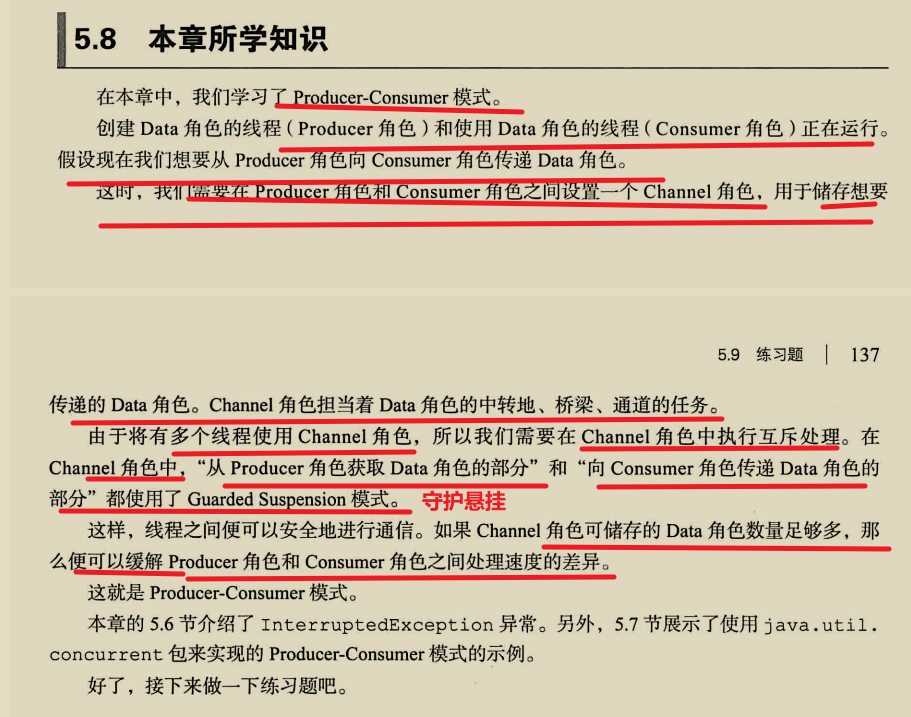 5.8 本章所学知识
在本章中，我们学习了 Producer-Consumer 模式。
创建 Data 角色的线程（Producer 角色）和使用 Data 角色的线程（Consumer 角色）正在运行。
假设现在我们想要从 Producer 角色向 Consumer 角色传递 Data 角色。
这时，我们需要在 Producer 角色和 Consumer 角色之间设置一个 Channel 角色，用于储存想要
5.9 练习题 | 137
传递的 Data 角色。Channel 角色担当着 Data 角色的中转地、桥梁、通道的任务。
由于将有多个线程使用 Channel 角色，所以我们需要在 Channel 角色中执行互斥处理。在
Channel 角色中，“从 Producer 角色获取 Data 角色的部分”和“向 Consumer 角色传递 Data 角色的
部分”都使用了 Guarded Suspension 模式。 守护悬挂
这样，线程之间便可以安全地进行通信。如果 Channel 角色可储存的 Data 角色数量足够多，那
么便可以缓解 Producer 角色和 Consumer 角色之间处理速度的差异。
这就是 Producer-Consumer 模式。
本章的 5.6 节介绍了 InterruptedException 异常。另外，5.7 节展示了使用 java.util.
concurrent 包来实现的 Producer-Consumer 模式的示例。
好了，接下来做一下练习题吧。